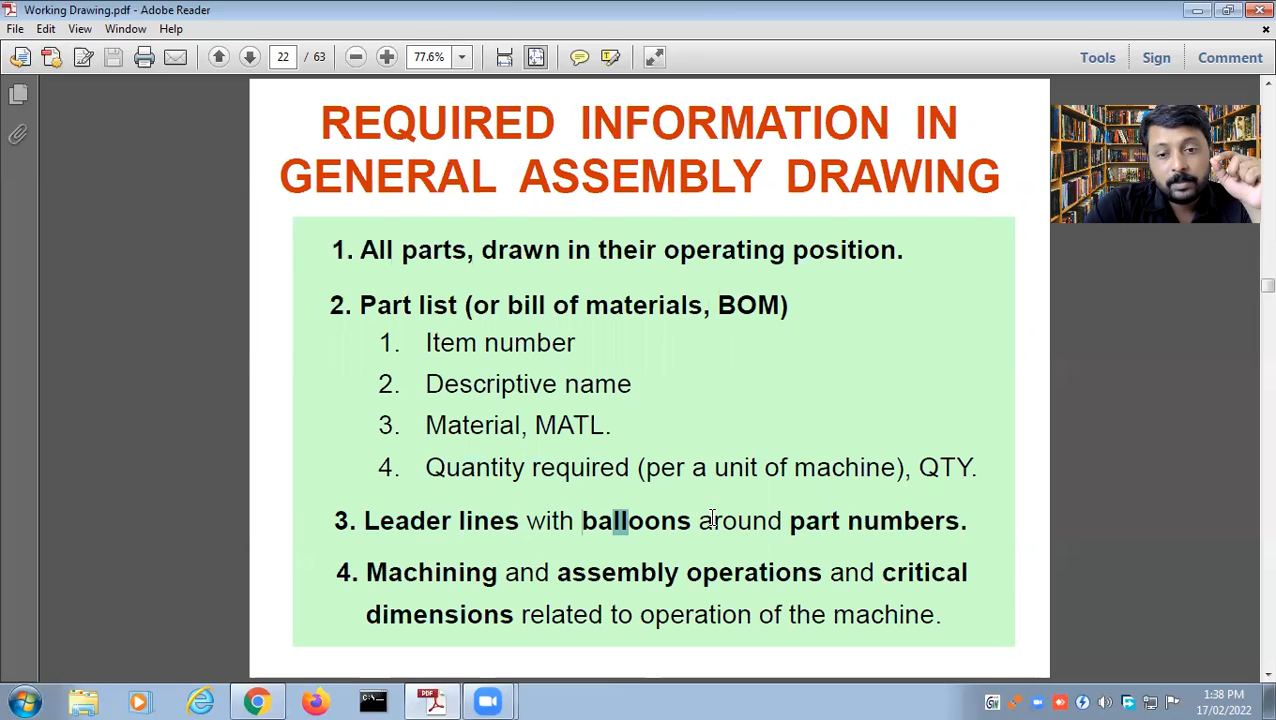 Working Drawing.pdf - Adobe Reader
File Edit View Window Help
22 / 63 77.6% Tools Sign Comment
REQUIRED INFORMATION IN
GENERAL ASSEMBLY DRAWING
1. All parts, drawn in their operating position.
2. Part list (or bill of materials, BOM)
1. Item number
2. Descriptive name
3. Material, MATL.
4. Quantity required (per a unit of machine), QTY.
3. Leader lines with balloons around part numbers.
4. Machining and assembly operations and critical
dimensions related to operation of the machine.
1:38 PM
17/02/2022